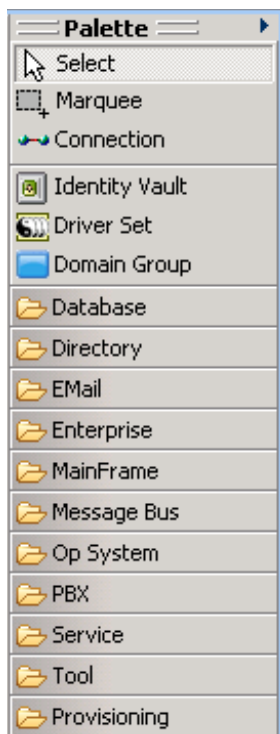 Palette
Select
Marquee
Connection
Identity Vault
Driver Set
Domain Group
Database
Directory
EMail
Enterprise
MainFrame
Message Bus
Op System
PBX
Service
Tool
Provisioning